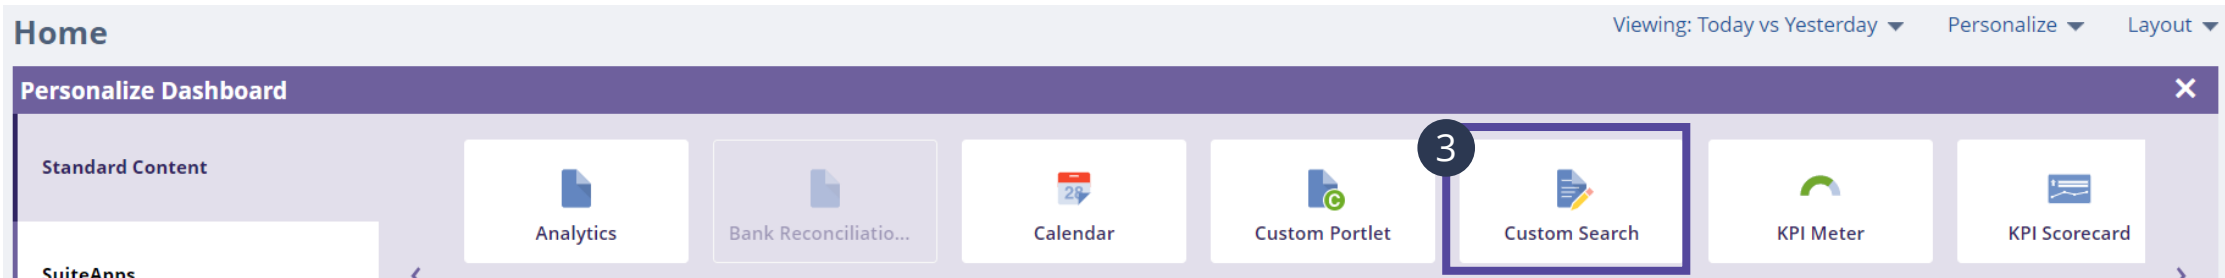 Home
Viewing: Today vs Yesterday
Personalize
Layout
Personalize Dashboard
Standard Content
3
28
Analytics
Bank Reconciliatio...
Calendar
Custom Portlet
Custom Search
KPI Meter
KPI Scorecard
SuiteApps